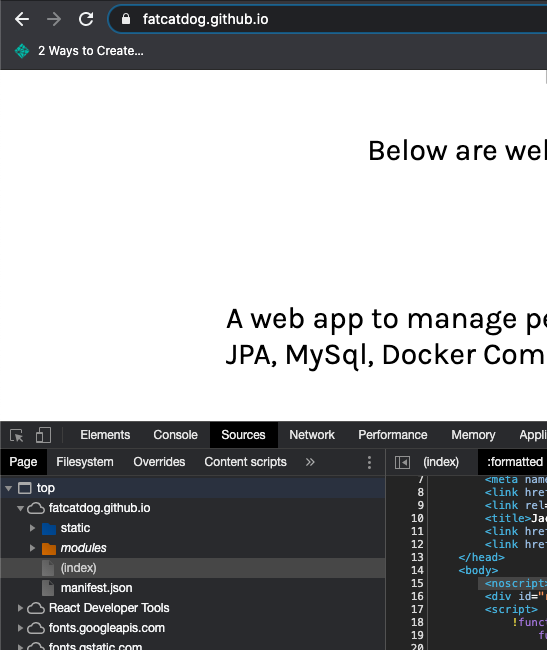 fatcatdog.github.io
2 Ways to Create...
Below are wel
A web app to manage pe
JPA, MySql, Docker Com
Elements Console Sources Network Performance Memory Appli
Page Filesystem Overrides Content scripts » (index) :formatted
top
fatcatdog.github.io
static
modules
(index)
manifest.json
React Developer Tools
fonts.googleapis.com
fonts.gstatic.com
7 <meta name
8 <link href
9 <link rel=
10 <title>Jac
11 <link href
12 <link href
13 </head>
14 <body>
15 <noscript>
16 <div id="r
17 <script>
18 !funct
19 fu
20